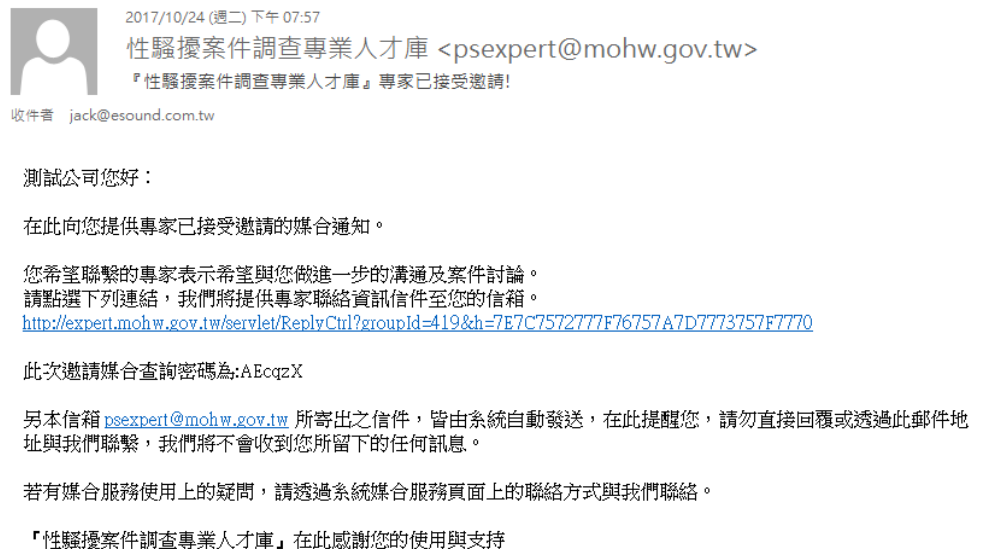 2017/10/24 (週二) 下午 07:57
性騷擾案件調查專業人才庫 <psexpert@mohw.gov.tw>
『性騷擾案件調查專業人才庫』專家已接受邀請!
收件者 jack@esound.com.tw
測試公司您好：
在此向您提供專家已接受邀請的媒合通知。
您希望聯繫的專家表示希望與您做進一步的溝通及案件討論。
請點選下列連結，我們將提供專家聯絡資訊信件至您的信箱。
http://expert.mohw.gov.tw/servlet/ReplyCtrl?groupId=419&h=7E7C7572777F76757A7D7773757F7770
此次邀請媒合查詢密碼為:AEcqzX
另本信箱 psexpert@mohw.gov.tw 所寄出之信件，皆由系統自動發送，在此提醒您，請勿直接回覆或透過此郵件地
址與我們聯繫，我們將不會收到您所留下的任何訊息。
若有媒合服務使用上的疑問，請透過系統媒合服務頁面上的聯絡方式與我們聯絡。
「性騷擾案件調查專業人才庫」在此感謝您的使用與支持